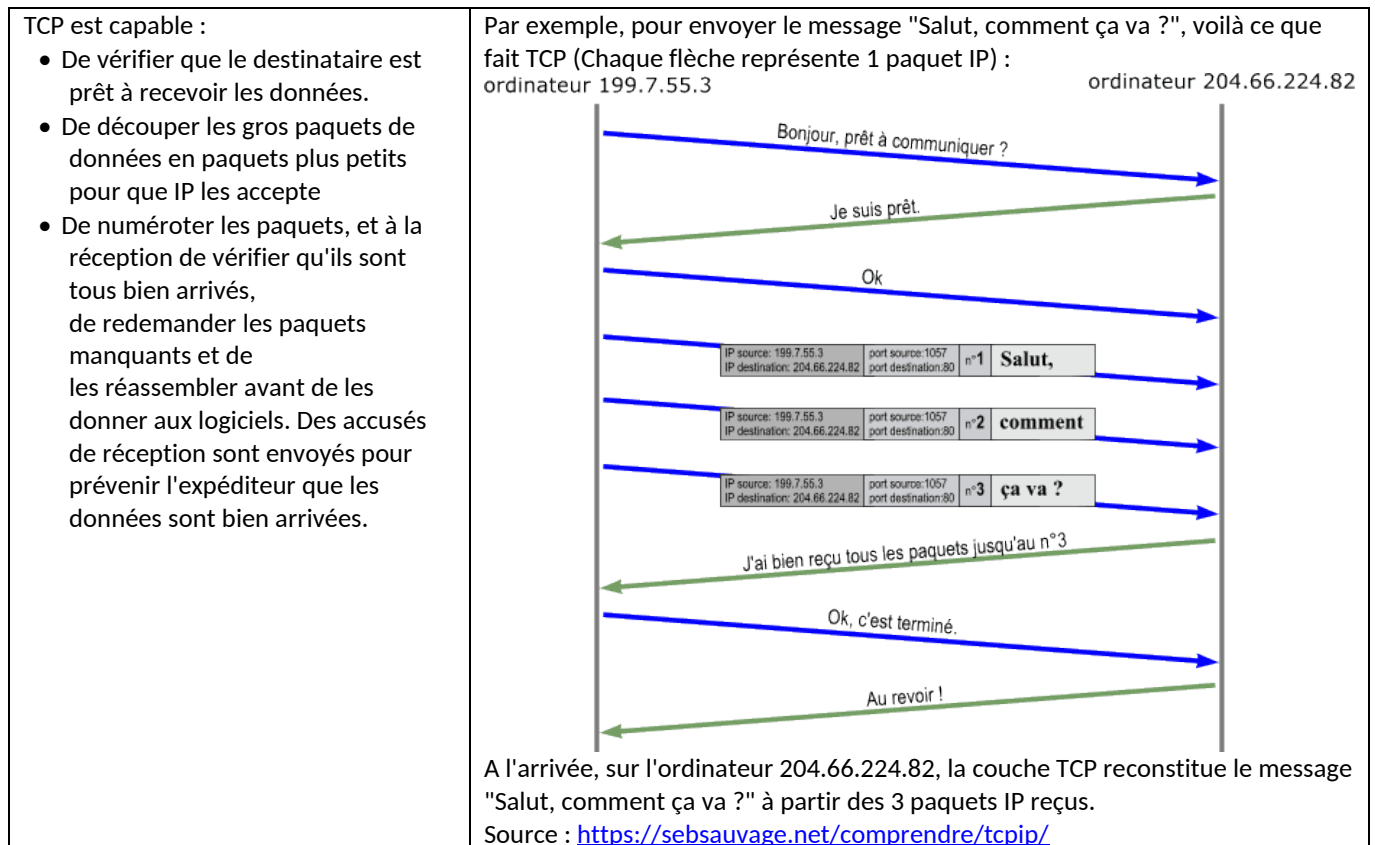 TCP est capable :
• De vérifier que le destinataire est
prêt à recevoir les données.
• De découper les gros paquets de
données en paquets plus petits
pour que IP les accepte
• De numéroter les paquets, et à la
réception de vérifier qu'ils sont
tous bien arrivés,
de redemander les paquets
manquants et de
les réassembler avant de les
donner aux logiciels. Des accusés
de réception sont envoyés pour
prévenir l'expéditeur que les
données sont bien arrivées.
Par exemple, pour envoyer le message "Salut, comment ça va ?", voilà ce que
fait TCP (Chaque flèche représente 1 paquet IP) :
ordinateur 199.7.55.3
ordinateur 204.66.224.82
Bonjour, prêt à communiquer ?
Je suis prêt.
Ok
IP source: 199.7.55.3 port source:1057
IP destination: 204.66.224.82 port destination:80 n°1 Salut,
IP source: 199.7.55.3 port source:1057
IP destination: 204.66.224.82 port destination:80 n°2 comment
IP source: 199.7.55.3 port source:1057
IP destination: 204.66.224.82 port destination:80 n°3 ça va ?
J'ai bien reçu tous les paquets jusqu'au n°3
Ok, c'est terminé.
Au revoir !
A l'arrivée, sur l'ordinateur 204.66.224.82, la couche TCP reconstitue le message
"Salut, comment ça va ?" à partir des 3 paquets IP reçus.
Source : https://sebsauvage.net/comprendre/tcpip/